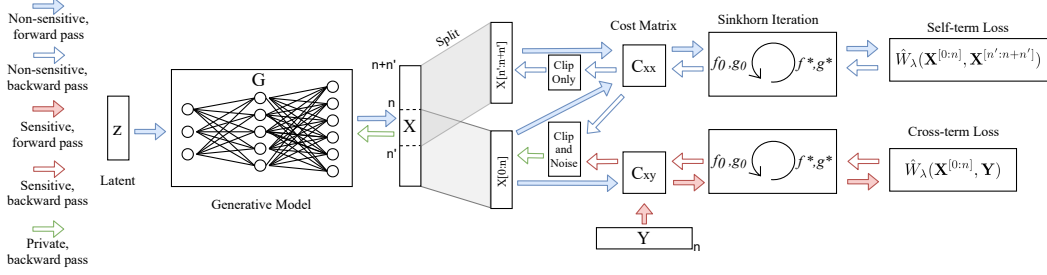 Non-sensitive,
forward pass
Non-sensitive,
backward pass
Sensitive,
forward pass
Sensitive,
backward pass
Private,
backward pass
z
Latent
G
Generative Model
n+n'
n
X
n'
Split
X[n':n+n']
X[0:n]
Clip
Only
Clip
and
Noise
Cost Matrix
Cxx
Cxy
Y
n
Sinkhorn Iteration
f0,g0 f*,g*
f0,g0 f*,g*
Self-term Loss
Ŵλ(X[0:n], X[n':n+n'])
Cross-term Loss
Ŵλ(X[0:n], Y)